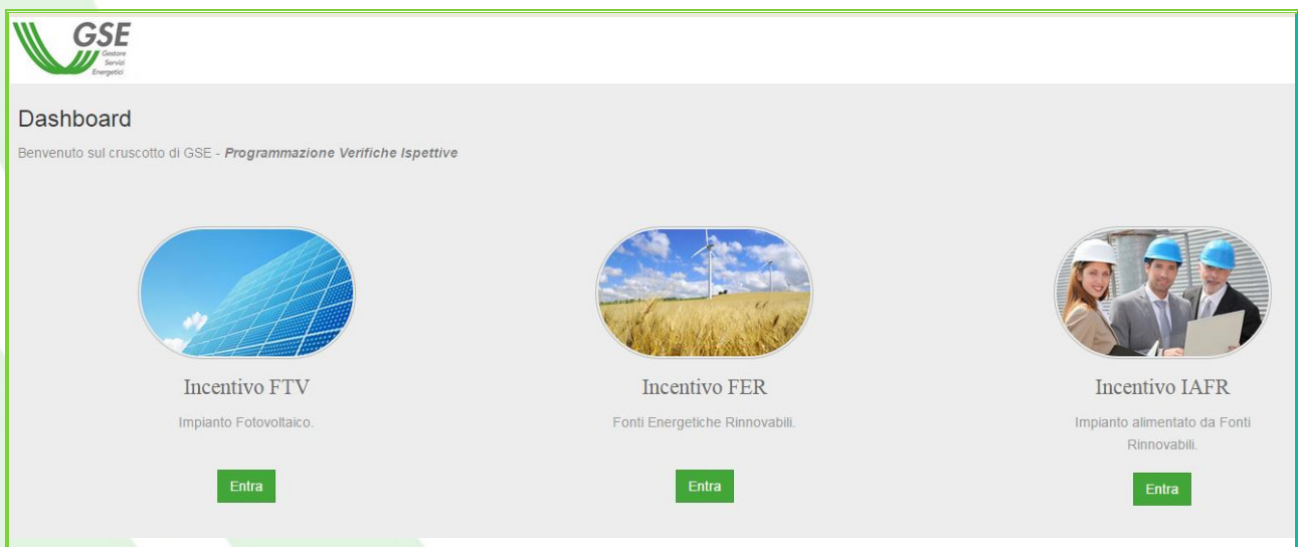 GSE
Gestore
Servizi
Energetici
Dashboard
Benvenuto sul cruscotto di GSE - Programmazione Verifiche Ispettive
Incentivo FTV
Impianto Fotovoltaico.
Entra
Incentivo FER
Fonti Energetiche Rinnovabili.
Entra
Incentivo IAFR
Impianto alimentato da Fonti
Rinnovabili.
Entra